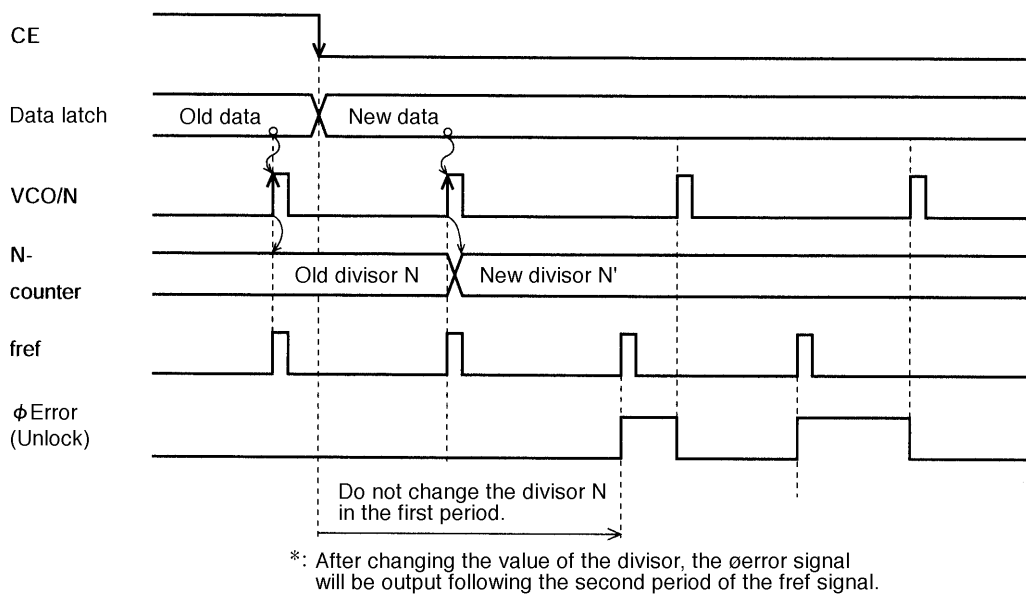 CE
Data latch
Old data
New data
VCO/N
N-
counter
Old divisor N
New divisor N'
fref
ϕError
(Unlock)
Do not change the divisor N
in the first period.
*: After changing the value of the divisor, the øerror signal
will be output following the second period of the fref signal.